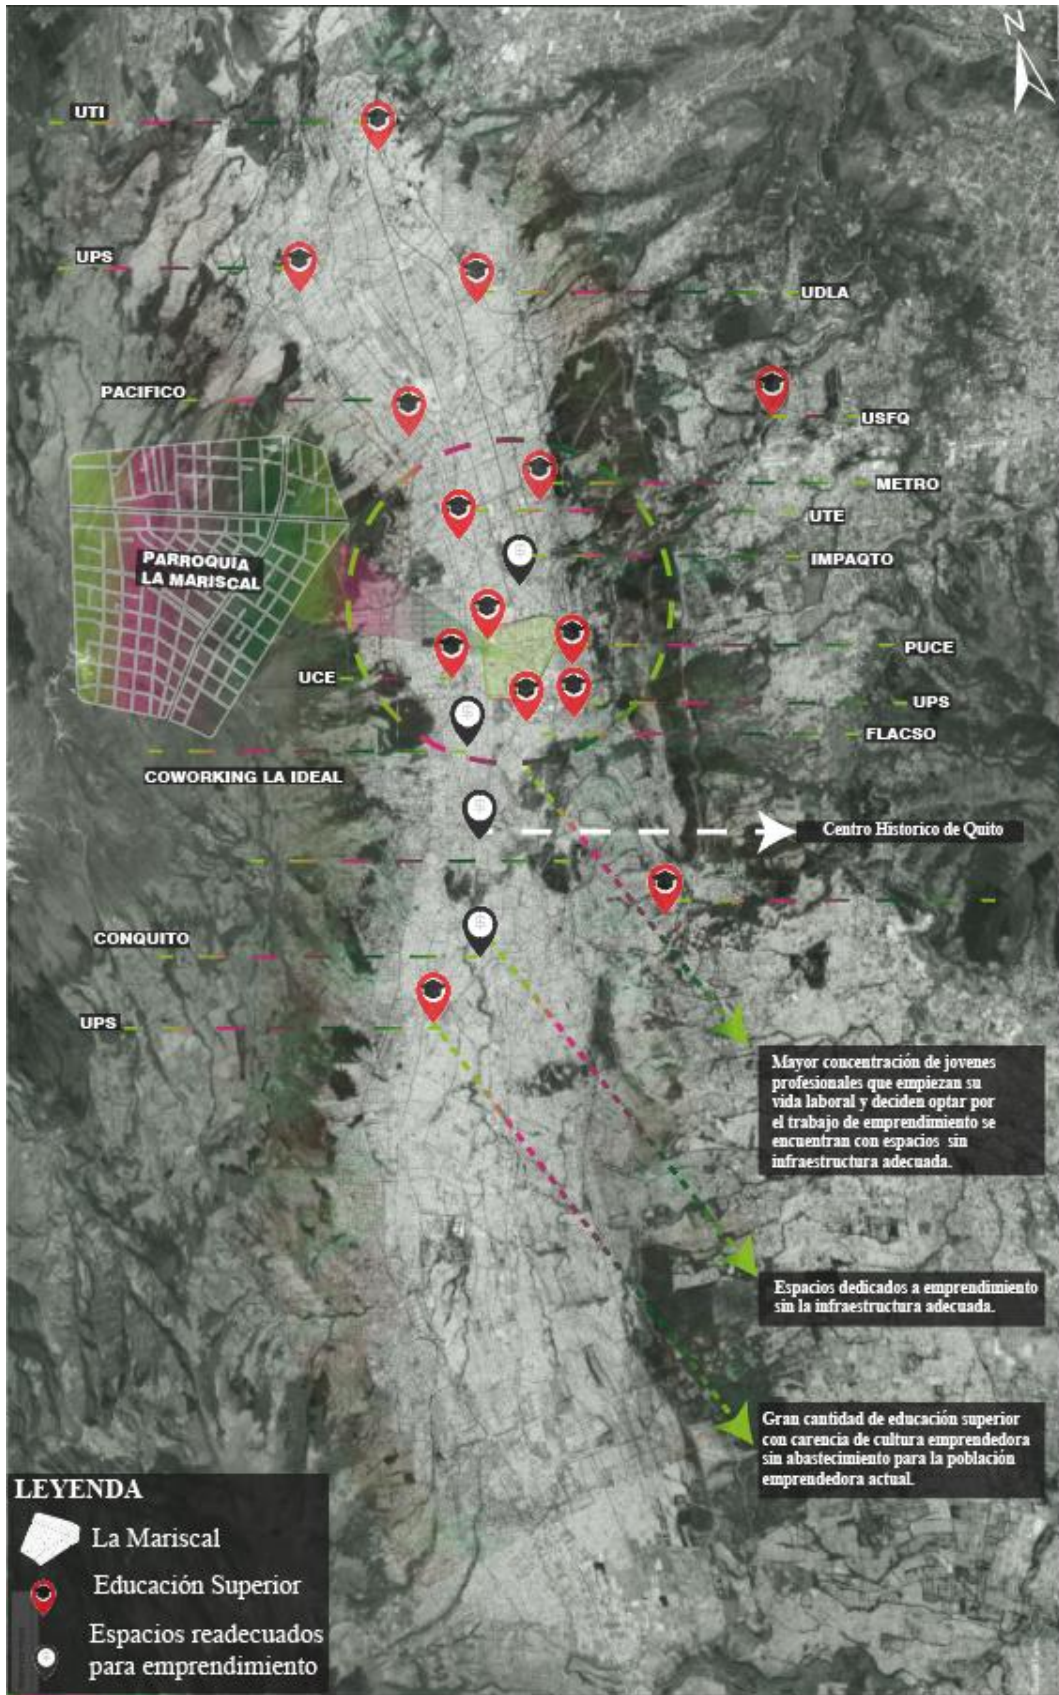 N
UTI
UPS
UDLA
PACIFICO
USFQ
METRO
UTE
IMPAQTO
PARROQUIA
LA MARISCAL
PUCE
UCE
UPS
FLACSO
COWORKING LA IDEAL
Centro Historico de Quito
CONQUITO
UPS
Mayor concentración de jovenes
profesionales que empiezan su
vida laboral y deciden optar por
el trabajo de emprendimiento se
encuentran con espacios sin
infraestructura adecuada.
Espacios dedicados a emprendimiento
sin la infraestructura adecuada.
Gran cantidad de educación superior
con carencia de cultura emprendedora
sin abastecimiento para la población
emprendedora actual.
LEYENDA
La Mariscal
Educación Superior
Espacios readecuados
para emprendimiento